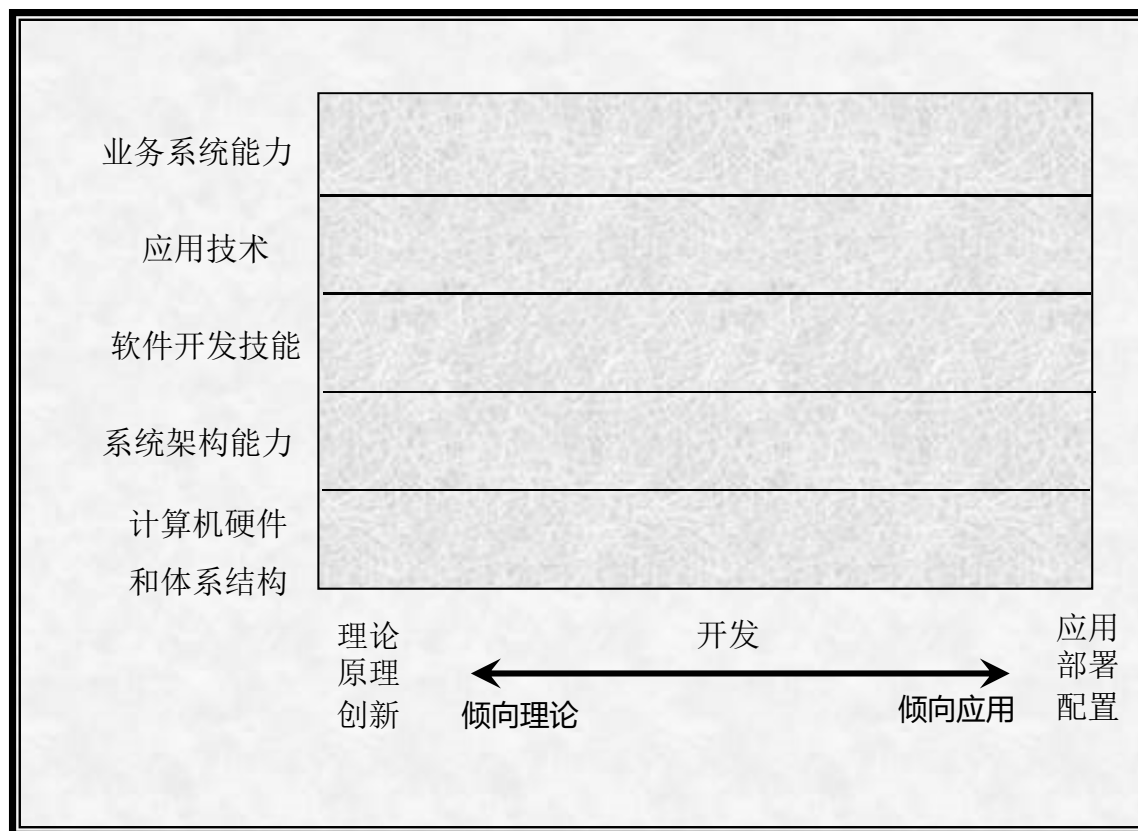 业务系统能力
应用技术
软件开发技能
系统架构能力
计算机硬件
和体系结构
理论
原理
创新
开发
倾向理论
倾向应用
应用
部署
配置